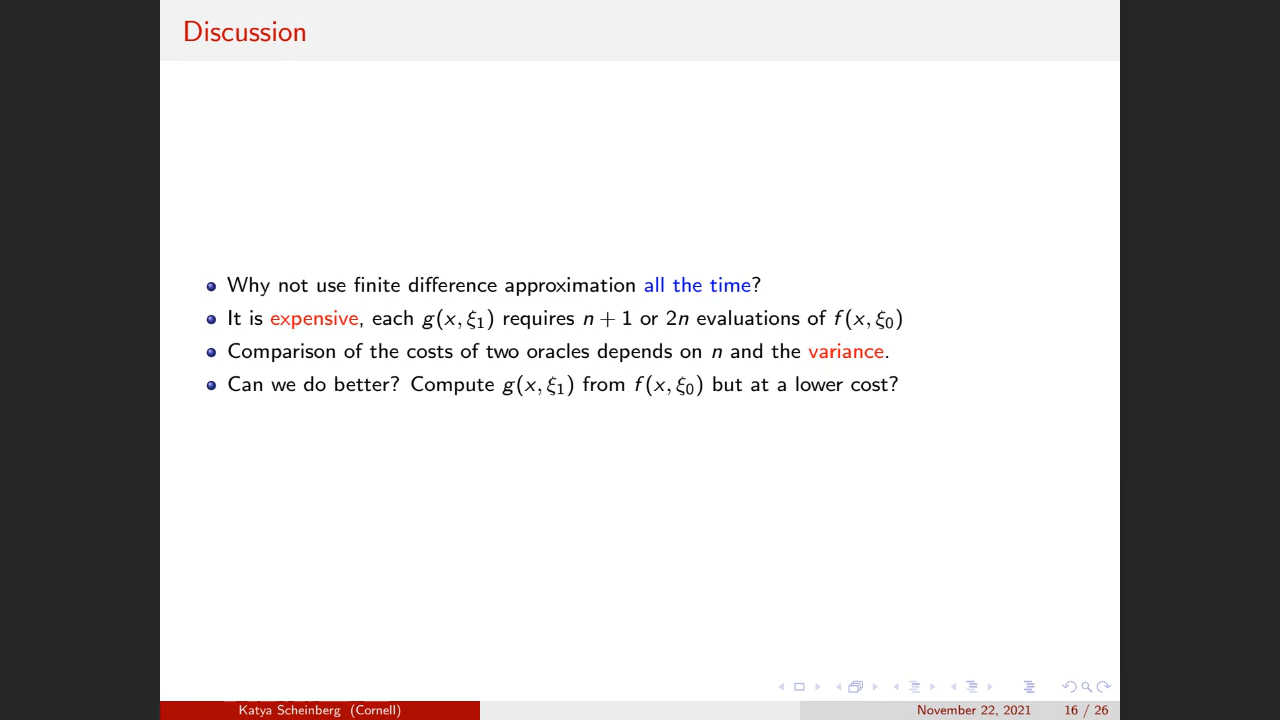 Discussion
Why not use finite difference approximation all the time?
It is expensive, each g(x, ξ₁) requires n + 1 or 2n evaluations of f(x, ξ₀)
Comparison of the costs of two oracles depends on n and the variance.
Can we do better? Compute g(x, ξ₁) from f(x, ξ₀) but at a lower cost?
Katya Scheinberg (Cornell) November 22, 2021 16 / 26